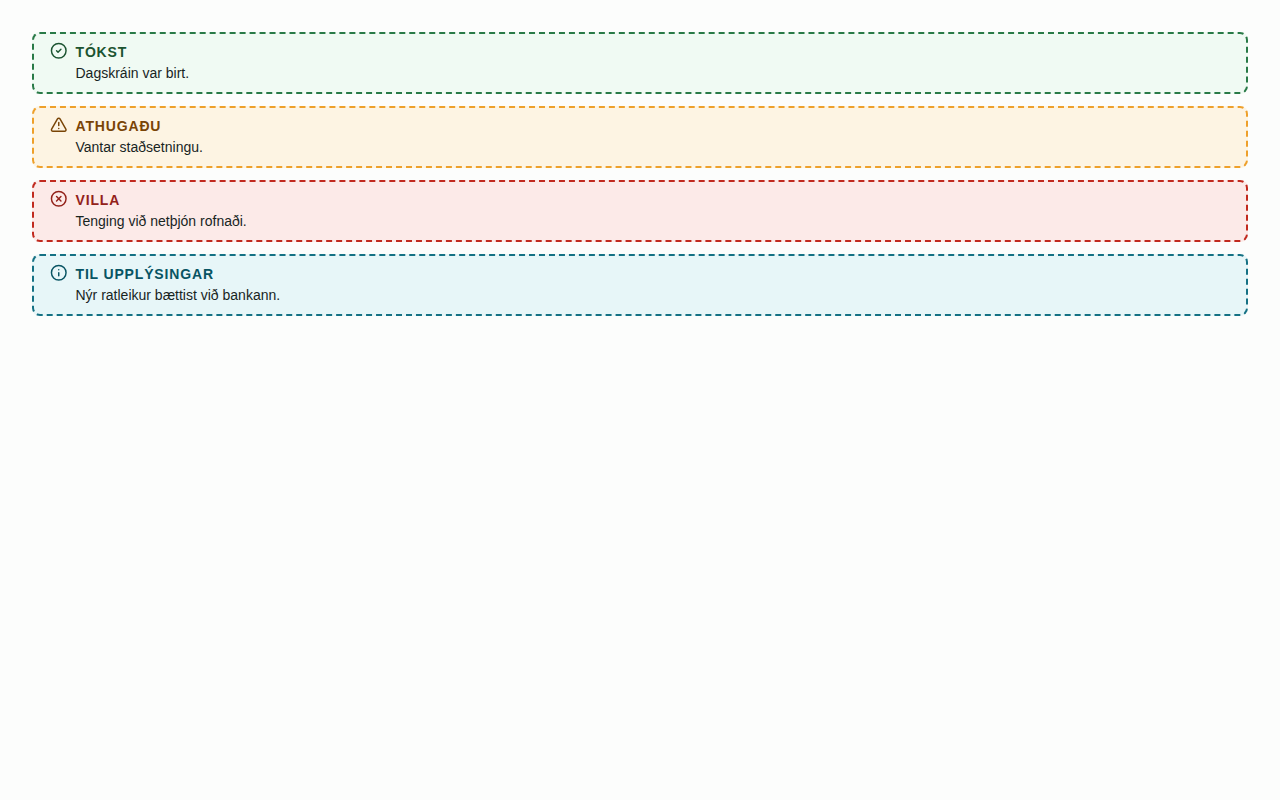 TÓKST
Dagskráin var birt.
ATHUGAÐU
Vantar staðsetningu.
VILLA
Tenging við netþjón rofnaði.
TIL UPPLÝSINGAR
Nýr ratleikur bættist við bankann.